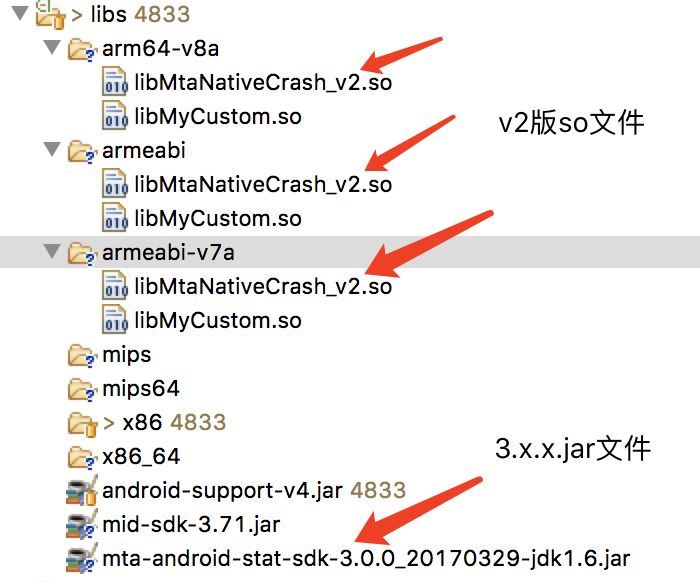 > libs 4833
arm64-v8a
libMtaNativeCrash_v2.so
libMyCustom.so
v2版so文件
armeabi
libMtaNativeCrash_v2.so
libMyCustom.so
armeabi-v7a
libMtaNativeCrash_v2.so
libMyCustom.so
mips
mips64
> x86 4833
3.x.x.jar文件
x86_64
android-support-v4.jar 4833
mid-sdk-3.71.jar
mta-android-stat-sdk-3.0.0_20170329-jdk1.6.jar